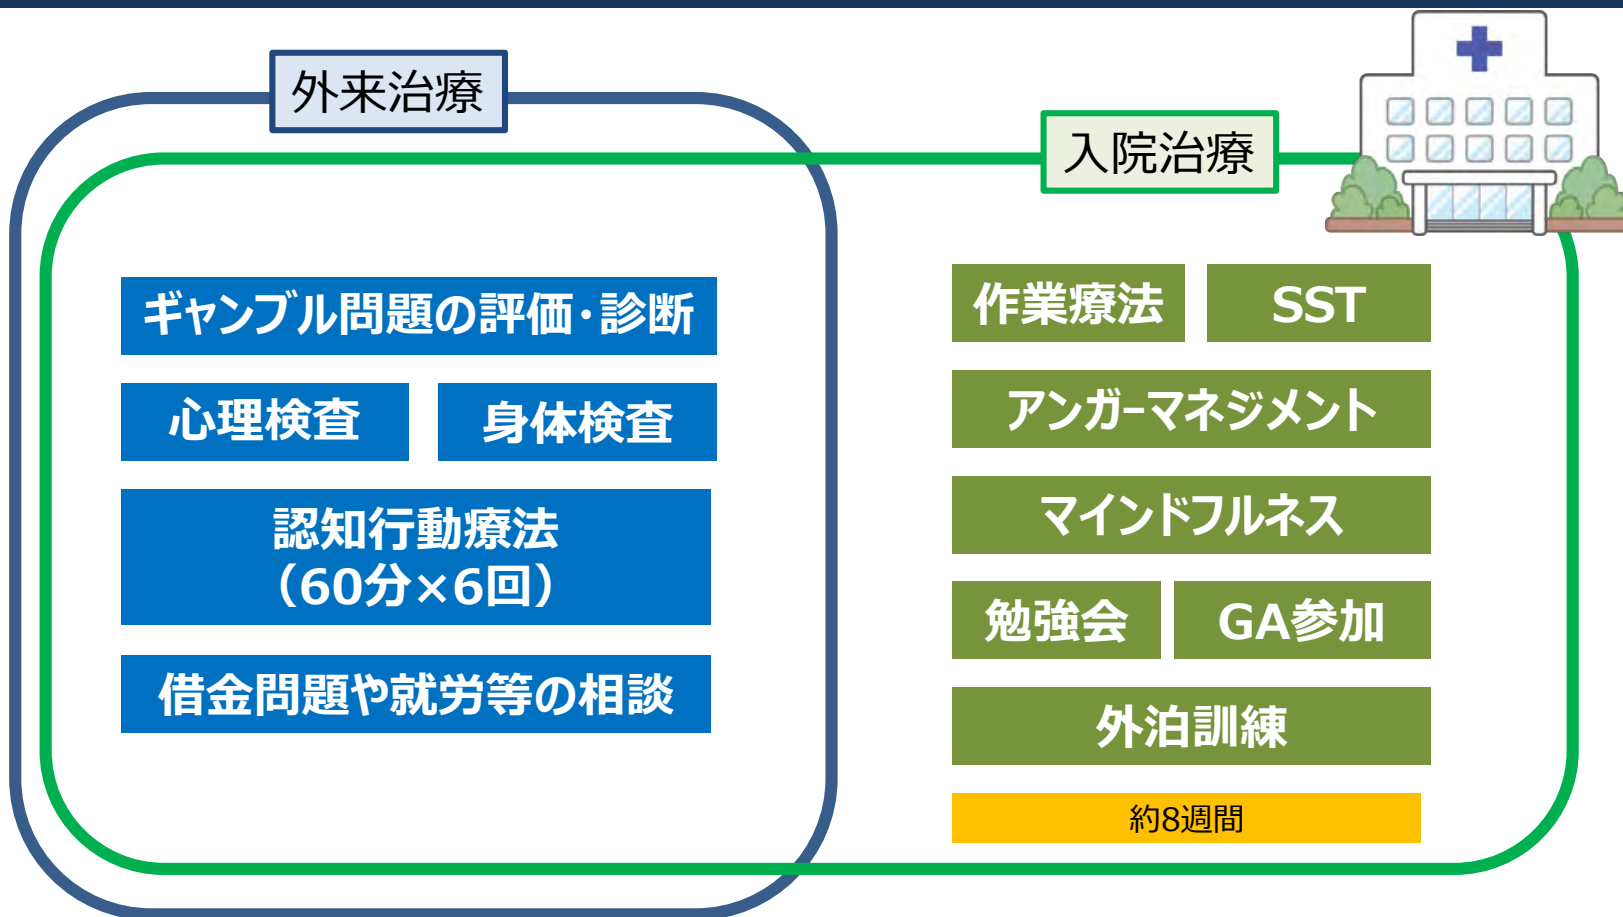 外来治療
入院治療
ギャンブル問題の評価･診断
心理検査
身体検査
認知行動療法
（60分×6回）
借金問題や就労等の相談
作業療法
SST
アンガーマネジメント
マインドフルネス
勉強会
GA参加
外泊訓練
約8週間